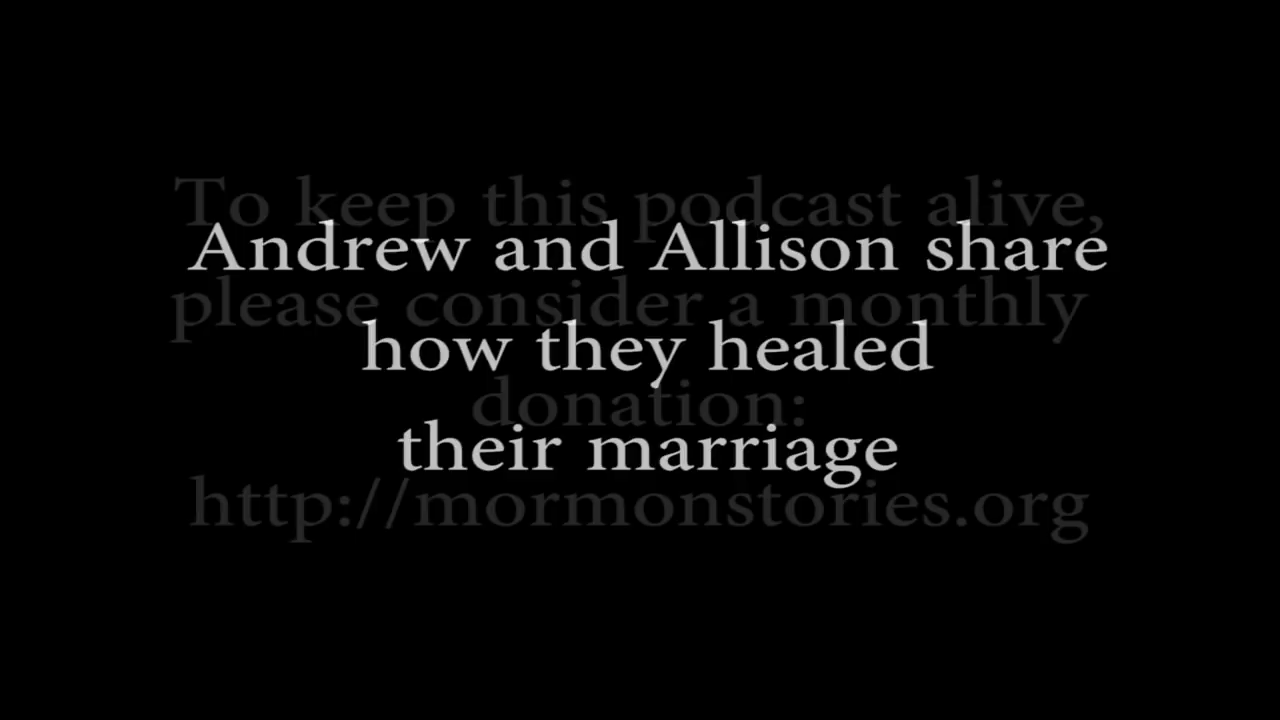 To keep this podcast alive,
Andrew and Allison share
please consider a monthly
how they healed
donation:
their marriage
http://mormonstories.org